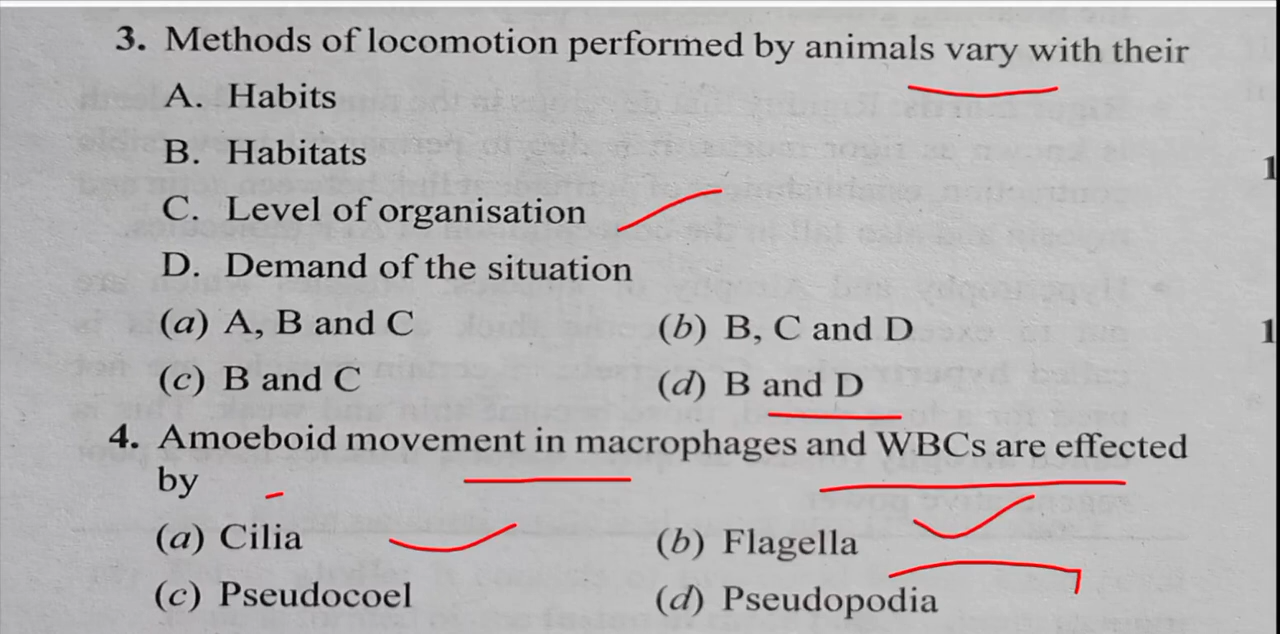 3. Methods of locomotion performed by animals vary with their
A. Habits
B. Habitats
C. Level of organisation
D. Demand of the situation
(a) A, B and C (b) B, C and D
(c) B and C (d) B and D
4. Amoeboid movement in macrophages and WBCs are effected
by
(a) Cilia (b) Flagella
(c) Pseudocoel (d) Pseudopodia